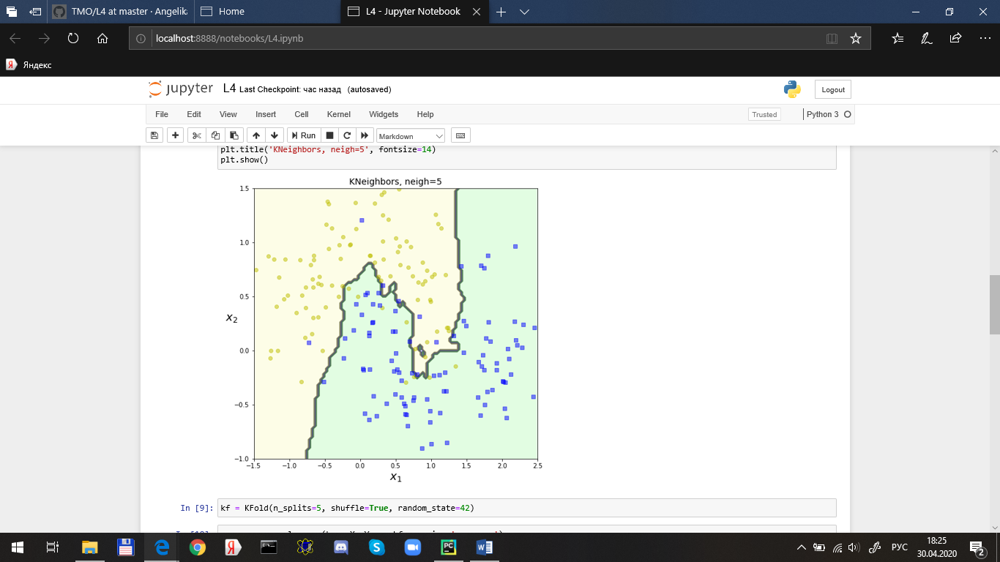 TMO/L4 at master · Angelik
Home
L4 - Jupyter Notebook
localhost:8888/notebooks/L4.ipynb
Яндекс
jupyter L4 Last Checkpoint: час назад (autosaved)
Logout
File Edit View Insert Cell Kernel Widgets Help
Trusted
Python 3
Run
Markdown
plt.title('KNeighbors, neigh=5', fontsize=14)
plt.show()
KNeighbors, neigh=5
1.5
1.0
0.5
0.0
−0.5
−1.0
x2
−1.5 −1.0 −0.5 0.0 0.5 1.0 1.5 2.0 2.5
x1
In [9]: kf = KFold(n_splits=5, shuffle=True, random_state=42)
РУС
18:25
30.04.2020
2